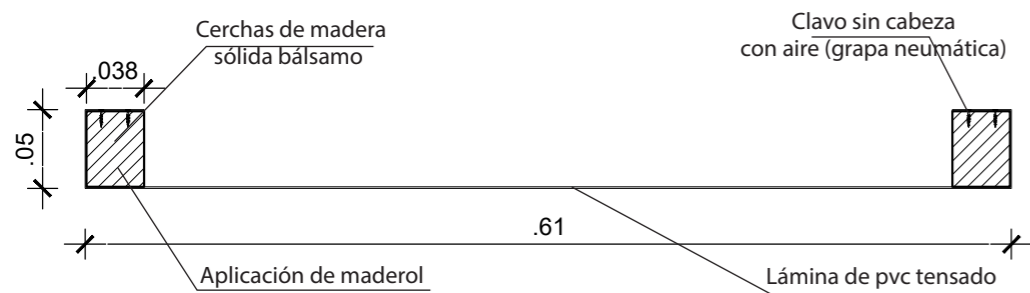 Cerchas de madera
sólida bálsamo
Clavo sin cabeza
con aire (grapa neumática)
.038
.05
.61
Aplicación de maderol
Lámina de pvc tensado